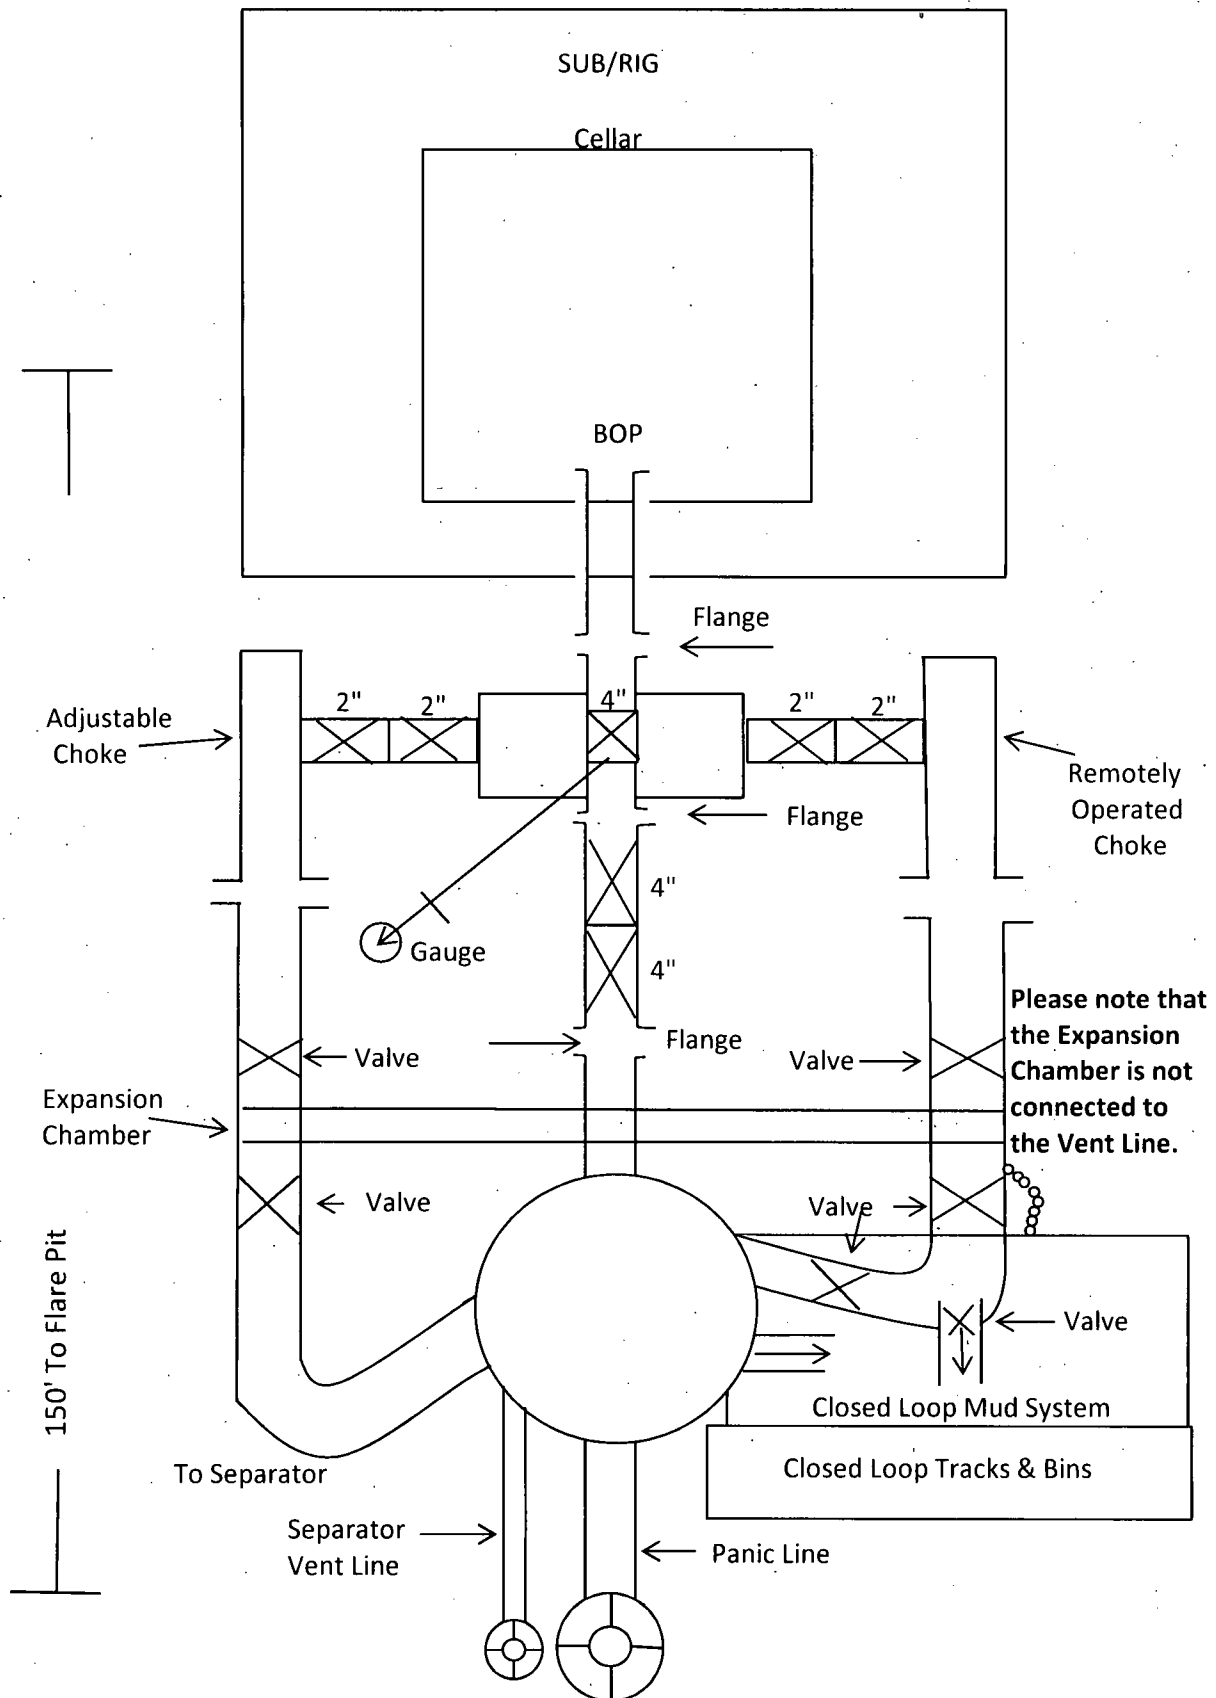 SUB/RIG
Cellar
BOP
Flange
2"
2"
4"
2"
2"
Adjustable
Choke
Remotely
Operated
Choke
Flange
4"
Gauge
4"
Please note that
the Expansion
Chamber is not
connected to
the Vent Line.
Flange
Valve
Valve
Expansion
Chamber
Valve
Valve
150' To Flare Pit
Valve
Closed Loop Mud System
To Separator
Closed Loop Tracks & Bins
Separator
Vent Line
Panic Line